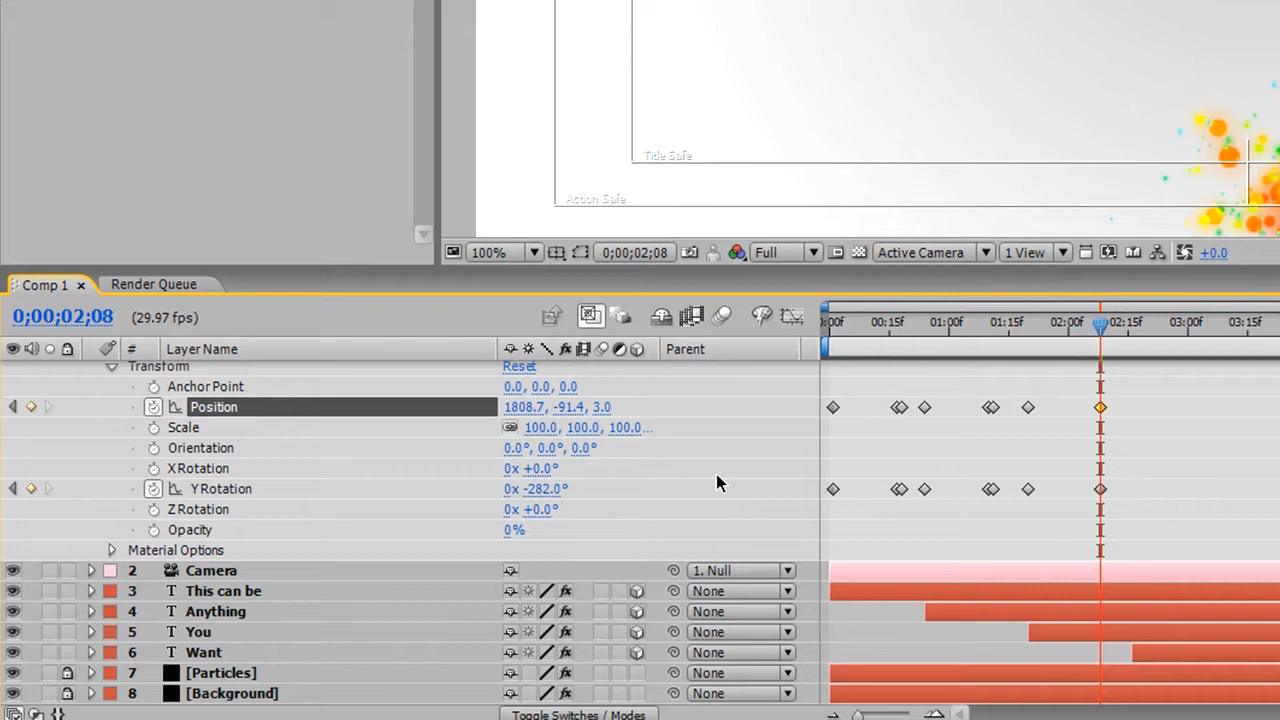 Title Safe
Action Safe
100% 0;00;02;08 Full Active Camera 1 View +0.0
Comp 1 × Render Queue
0;00;02;08 (29.97 fps)
:00f 00:15f 01:00f 01:15f 02:00f 02:15f 03:00f 03:15f
# Layer Name Parent
Transform Reset
Anchor Point 0.0, 0.0, 0.0
Position 1808.7, -91.4, 3.0
Scale 100.0, 100.0, 100.0...
Orientation 0.0°, 0.0°, 0.0°
X Rotation 0x +0.0°
Y Rotation 0x -282.0°
Z Rotation 0x +0.0°
Opacity 0%
Material Options
2 Camera 1. Null
3 T This can be fx None
4 T Anything fx None
5 T You fx None
6 T Want fx None
7 [Particles] None
8 [Background] None
Toggle Switches / Modes